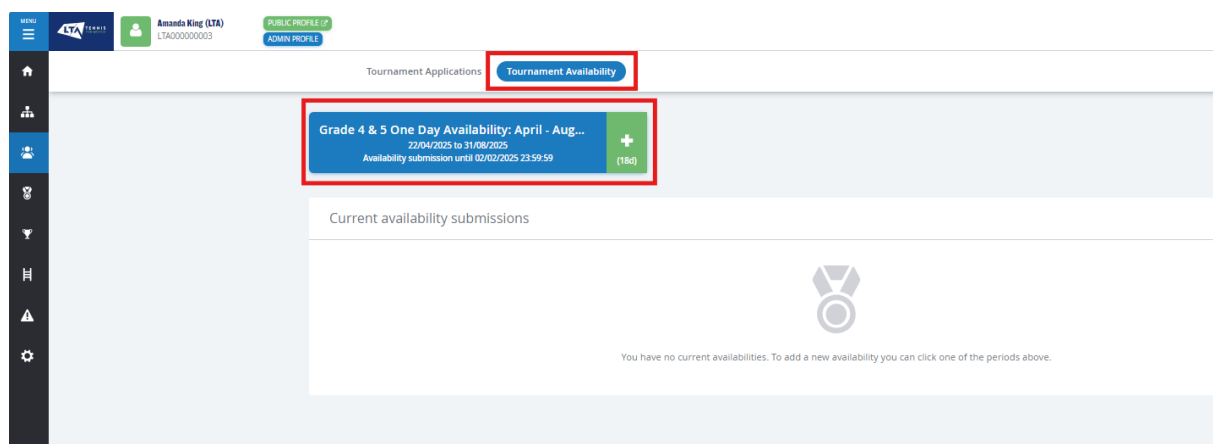 MENU
LTA TENNIS
Amanda King (LTA)
LTA000000003
PUBLIC PROFILE
ADMIN PROFILE
Tournament Applications
Tournament Availability
Grade 4 & 5 One Day Availability: April - Aug...
22/04/2025 to 31/08/2025
Availability submission until 02/02/2025 23:59:59
(18d)
Current availability submissions
You have no current availabilities. To add a new availability you can click one of the periods above.